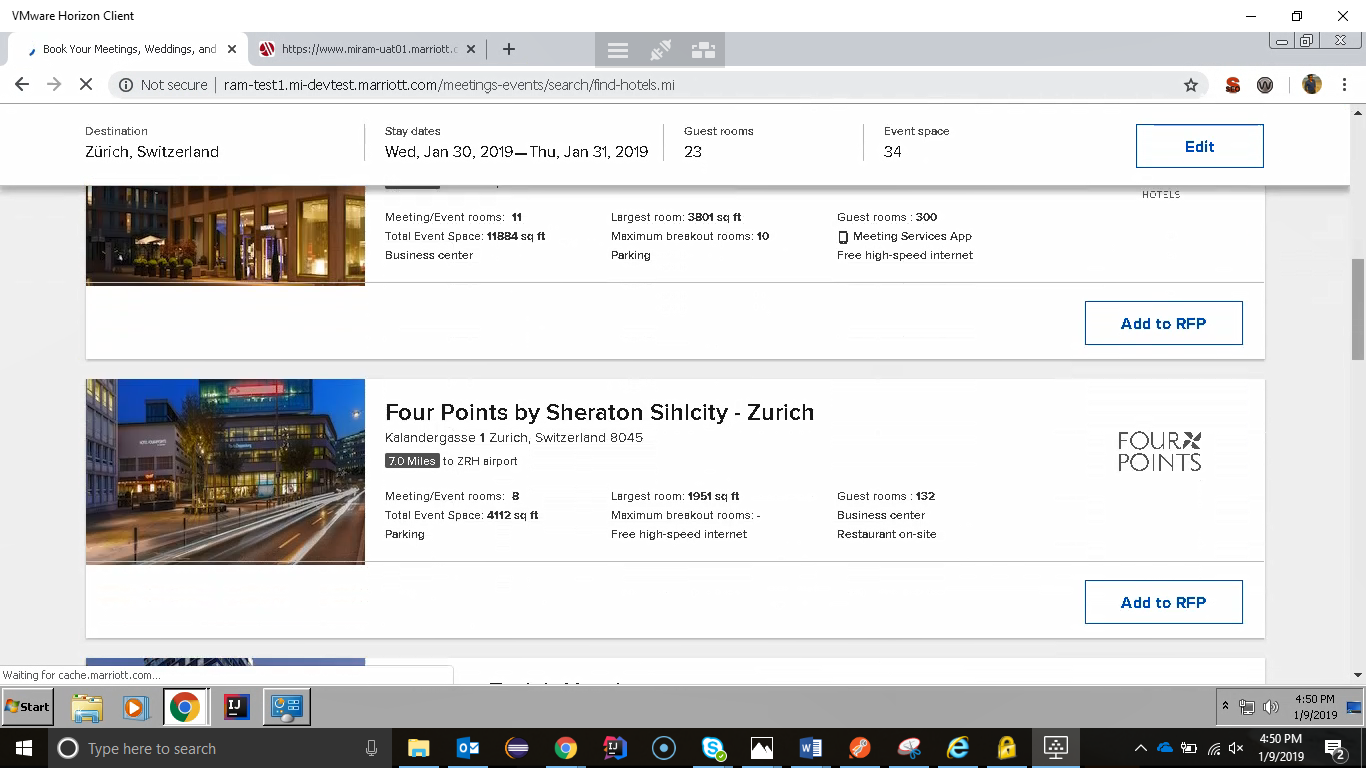 VMware Horizon Client
Book Your Meetings, Weddings, and
https://www.miram-uat01.marriott.c
Not secure
ram-test1.mi-devtest.marriott.com/meetings-events/search/find-hotels.mi
Destination
Zürich, Switzerland
Stay dates
Wed, Jan 30, 2019—Thu, Jan 31, 2019
Guest rooms
23
Event space
34
Edit
HOTELS
Meeting/Event rooms: 11
Largest room: 3801 sq ft
Guest rooms : 300
Total Event Space: 11884 sq ft
Maximum breakout rooms: 10
Meeting Services App
Business center
Parking
Free high-speed internet
Add to RFP
Four Points by Sheraton Sihlcity - Zurich
Kalandergasse 1 Zurich, Switzerland 8045
7.0 Miles to ZRH airport
FOUR
POINTS
Meeting/Event rooms: 8
Largest room: 1951 sq ft
Guest rooms : 132
Total Event Space: 4112 sq ft
Maximum breakout rooms: -
Business center
Parking
Free high-speed internet
Restaurant on-site
Add to RFP
Waiting for cache.marriott.com...
Start
IJ
4:50 PM
1/9/2019
Type here to search
4:50 PM
1/9/2019
2